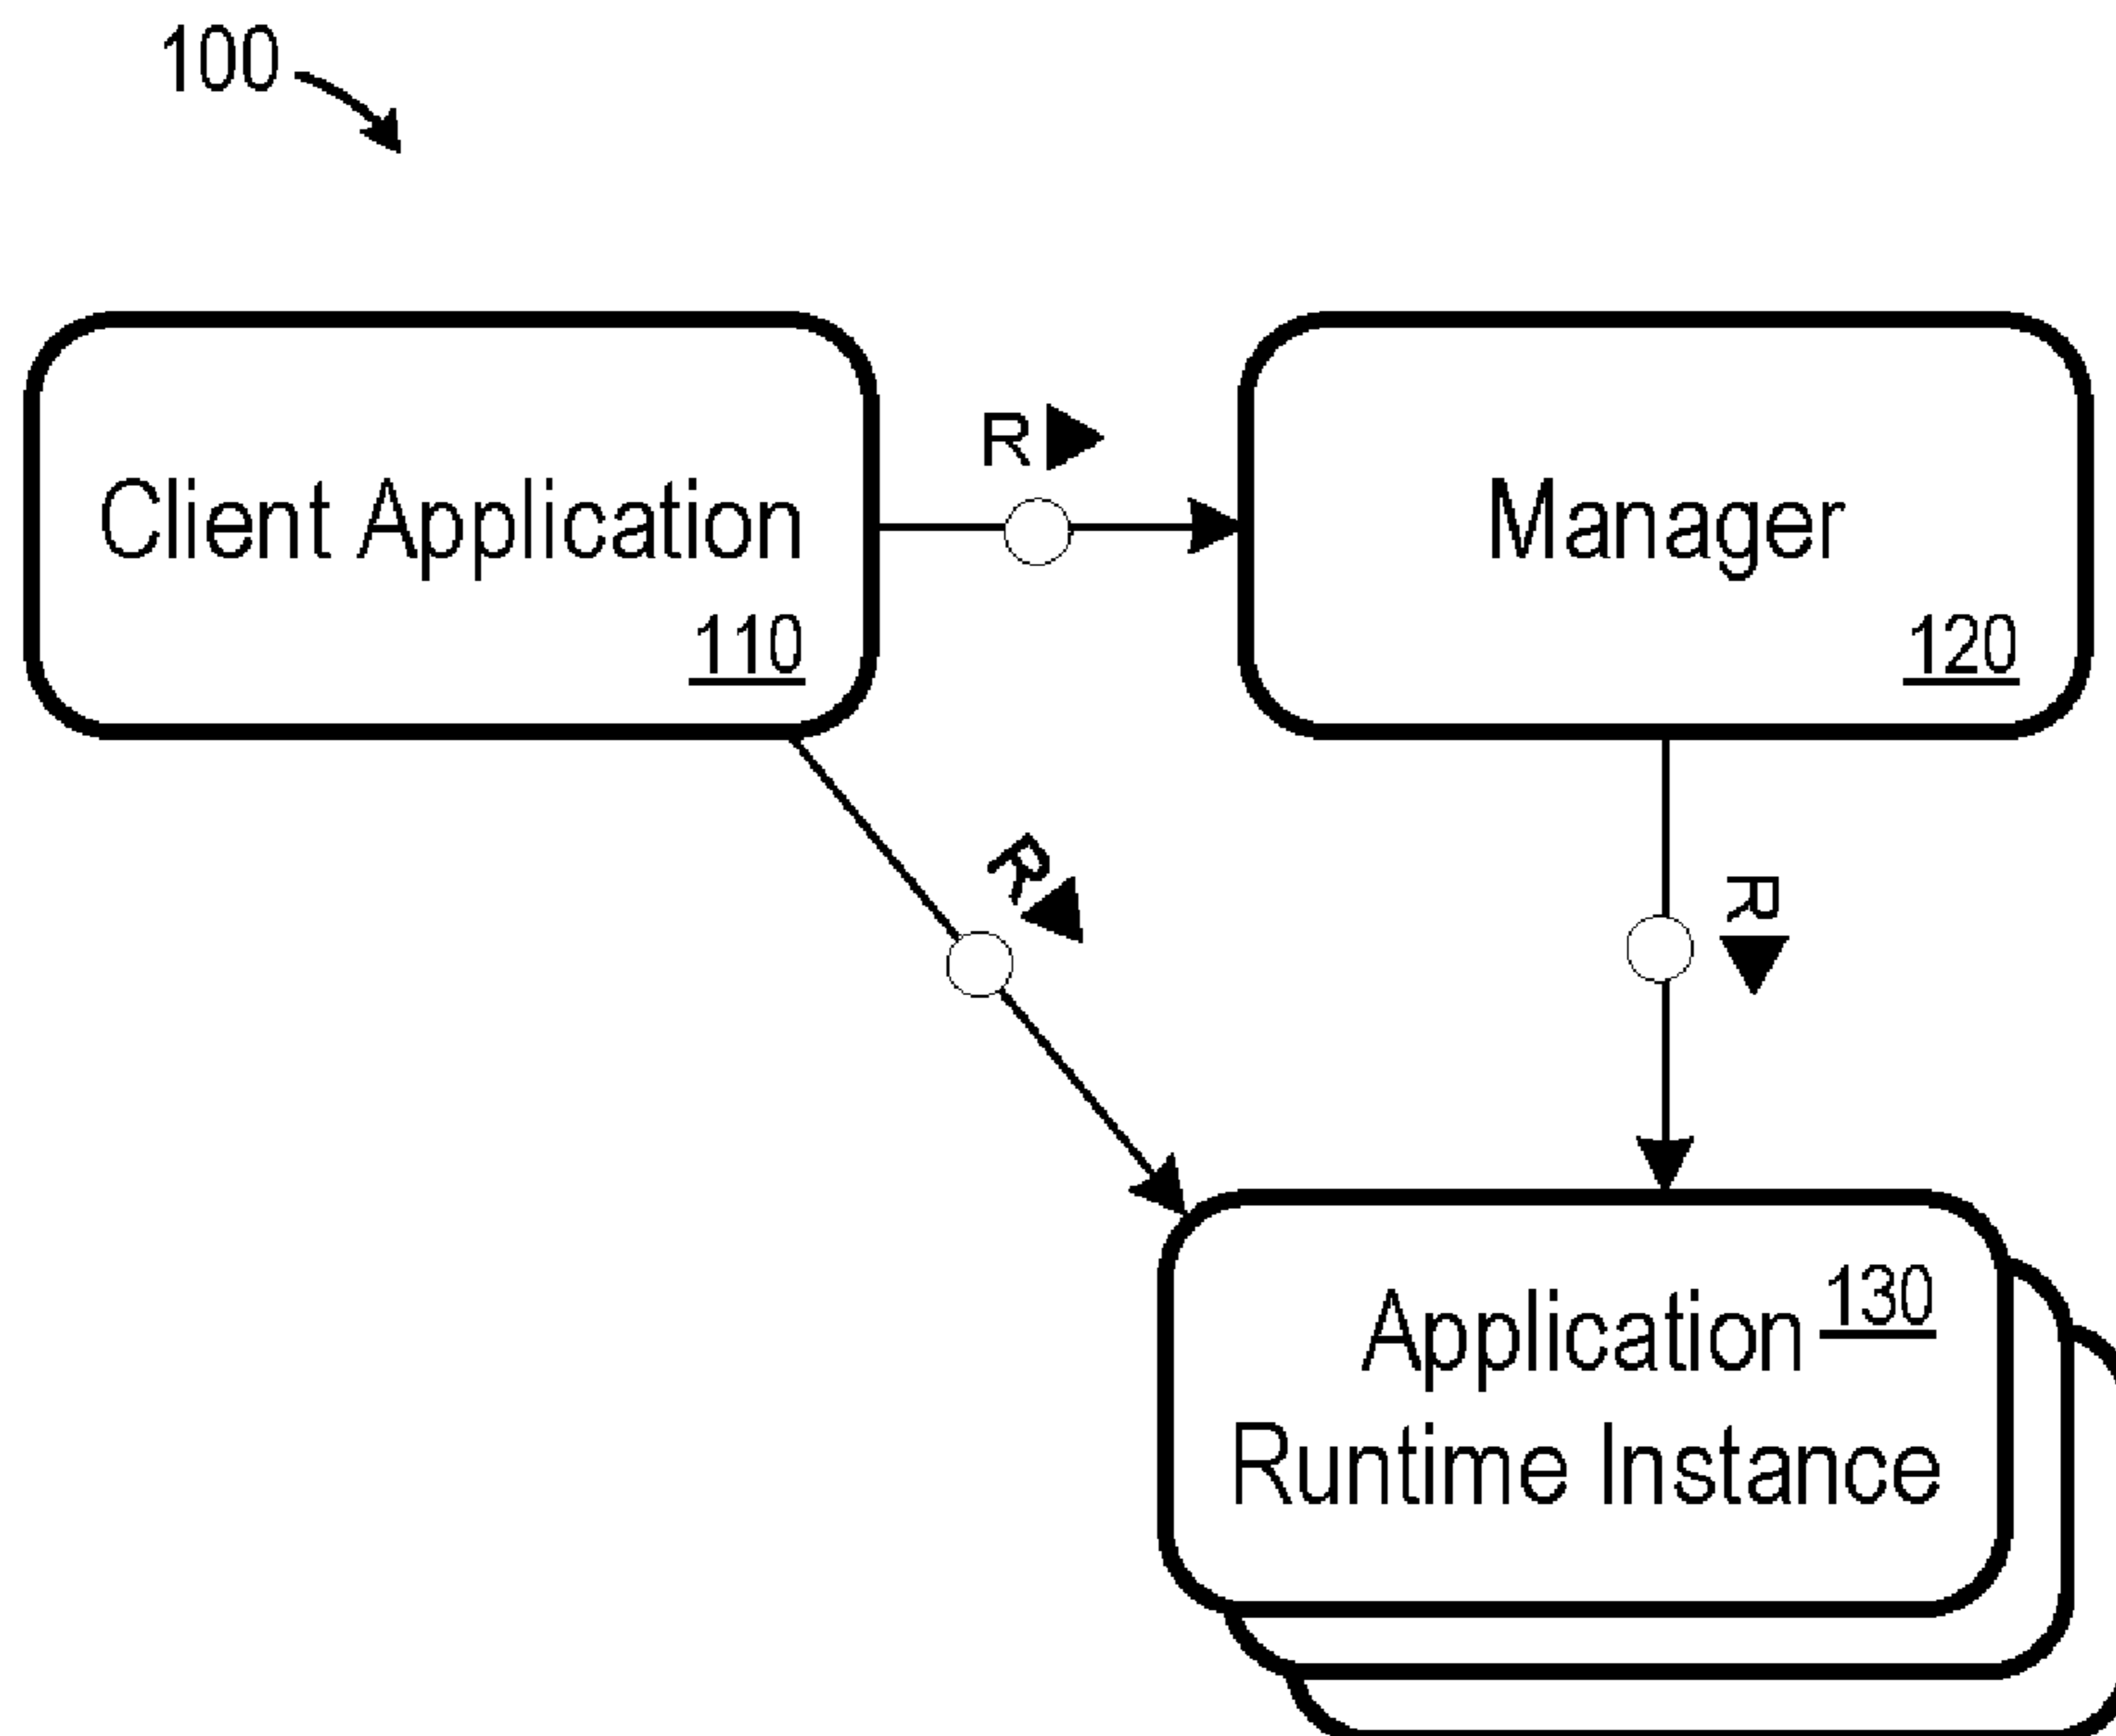 100
R
Client Application
110
Manager
120
R
R
Application 130
Runtime Instance